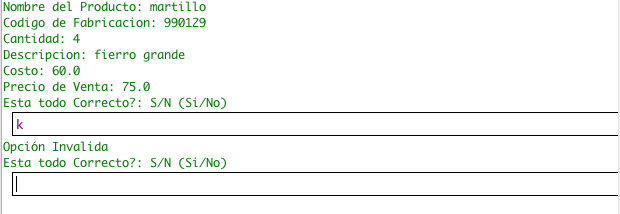 Nombre del Producto: martillo
Codigo de Fabricacion: 990129
Cantidad: 4
Descripcion: fierro grande
Costo: 60.0
Precio de Venta: 75.0
Esta todo Correcto?: S/N (Si/No)
k
Opción Invalida
Esta todo Correcto?: S/N (Si/No)